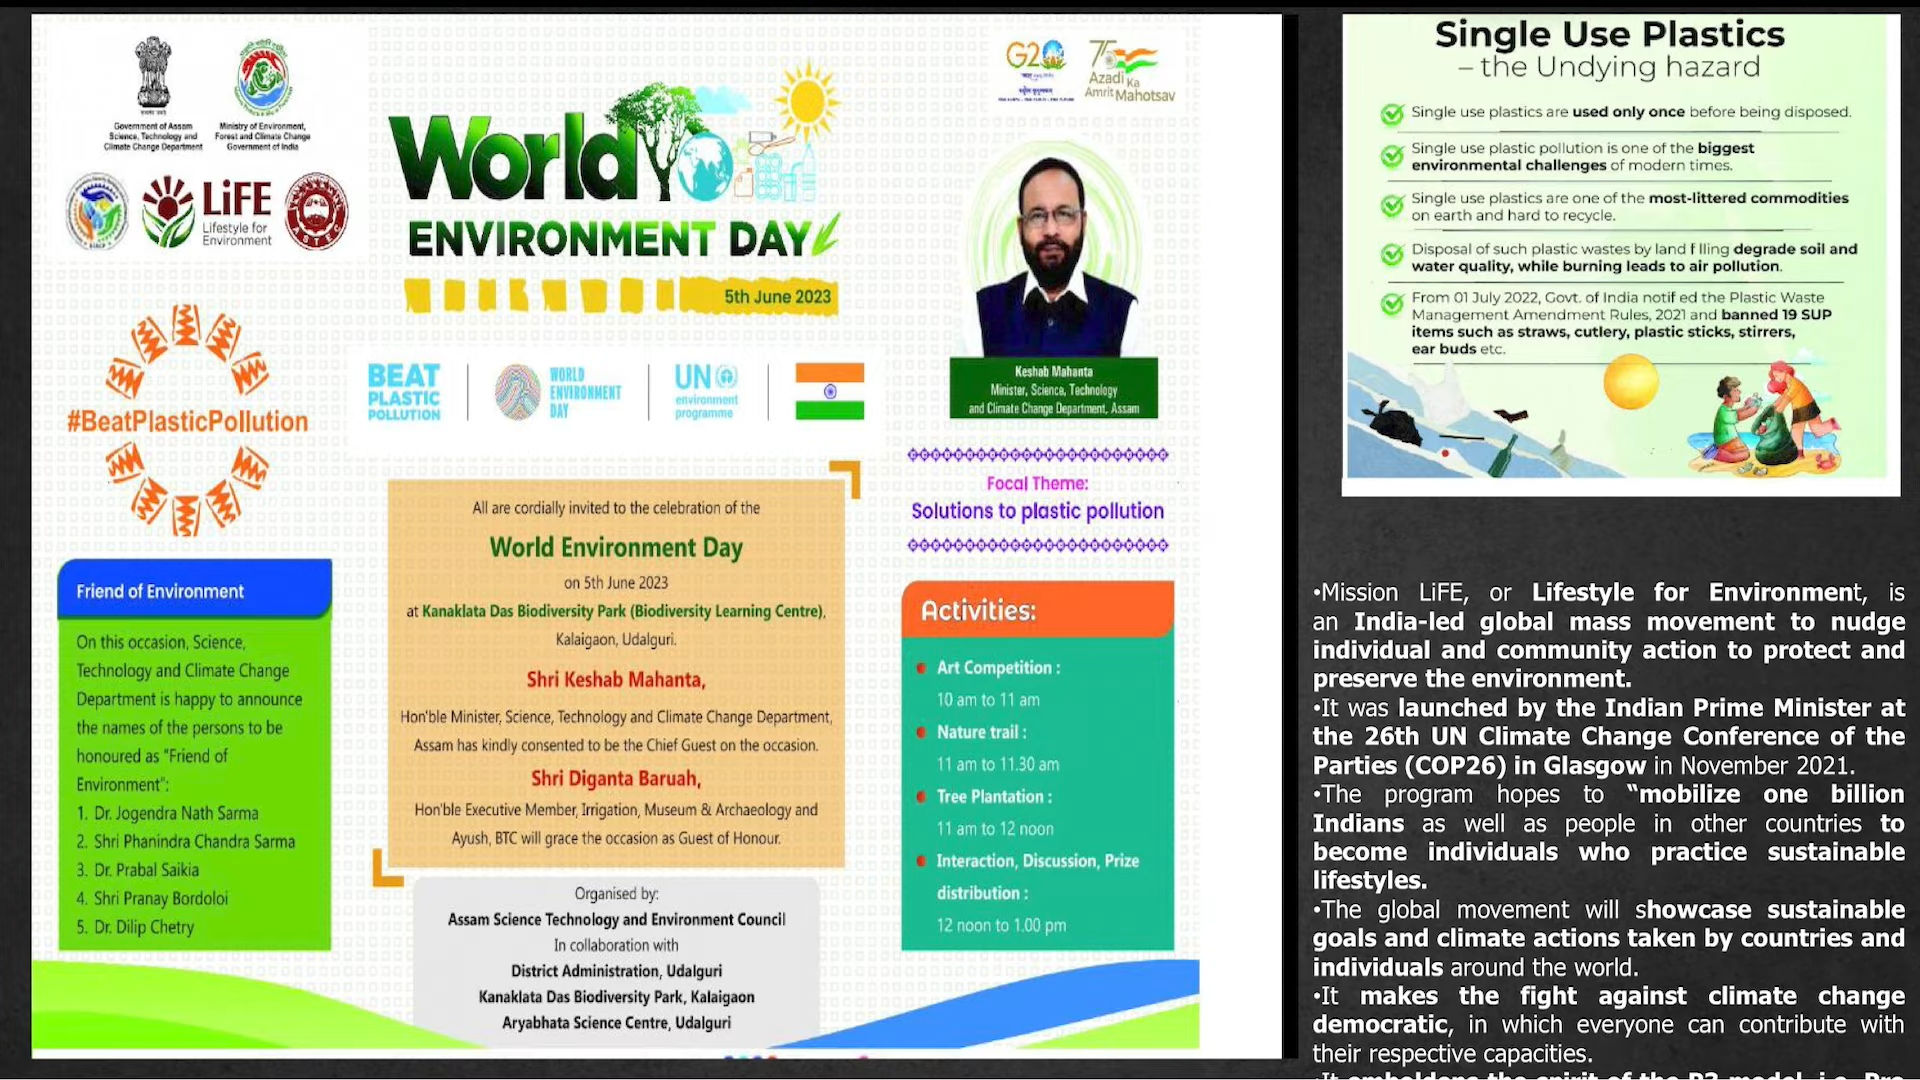 Government of Assam
Science, Technology and
Climate Change Department
Ministry of Environment,
Forest and Climate Change
Government of India
LiFE
Lifestyle for
Environment
ASTEC
World
ENVIRONMENT DAY
5th June 2023
G20
75
Azadi
Ka
Amrit Mahotsav
#BeatPlasticPollution
BEAT
PLASTIC
POLLUTION
WORLD
ENVIRONMENT
DAY
UN
environment
programme
Keshab Mahanta
Minister, Science, Technology
and Climate Change Department, Assam
Focal Theme:
Solutions to plastic pollution
Friend of Environment
On this occasion, Science,
Technology and Climate Change
Department is happy to announce
the names of the persons to be
honoured as "Friend of
Environment":
1. Dr. Jogendra Nath Sarma
2. Shri Phanindra Chandra Sarma
3. Dr. Prabal Saikia
4. Shri Pranay Bordoloi
5. Dr. Dilip Chetry
All are cordially invited to the celebration of the
World Environment Day
on 5th June 2023
at Kanaklata Das Biodiversity Park (Biodiversity Learning Centre),
Kalaigaon, Udalguri.
Shri Keshab Mahanta,
Hon'ble Minister, Science, Technology and Climate Change Department,
Assam has kindly consented to be the Chief Guest on the occasion.
Shri Diganta Baruah,
Hon'ble Executive Member, Irrigation, Museum & Archaeology and
Ayush, BTC will grace the occasion as Guest of Honour.
Organised by:
Assam Science Technology and Environment Council
In collaboration with
District Administration, Udalguri
Kanaklata Das Biodiversity Park, Kalaigaon
Aryabhata Science Centre, Udalguri
Activities:
Art Competition :
10 am to 11 am
Nature trail :
11 am to 11.30 am
Tree Plantation :
11 am to 12 noon
Interaction, Discussion, Prize
distribution :
12 noon to 1.00 pm
Single Use Plastics
– the Undying hazard
Single use plastics are used only once before being disposed.
Single use plastic pollution is one of the biggest
environmental challenges of modern times.
Single use plastics are one of the most-littered commodities
on earth and hard to recycle.
Disposal of such plastic wastes by land f lling degrade soil and
water quality, while burning leads to air pollution.
From 01 July 2022, Govt. of India notif ed the Plastic Waste
Management Amendment Rules, 2021 and banned 19 SUP
items such as straws, cutlery, plastic sticks, stirrers,
ear buds etc.
•Mission LiFE, or Lifestyle for Environment, is
an India-led global mass movement to nudge
individual and community action to protect and
preserve the environment.
•It was launched by the Indian Prime Minister at
the 26th UN Climate Change Conference of the
Parties (COP26) in Glasgow in November 2021.
•The program hopes to “mobilize one billion
Indians as well as people in other countries to
become individuals who practice sustainable
lifestyles.
•The global movement will showcase sustainable
goals and climate actions taken by countries and
individuals around the world.
•It makes the fight against climate change
democratic, in which everyone can contribute with
their respective capacities.
•It emboldens the spirit of the P3 model, i.e. Pro